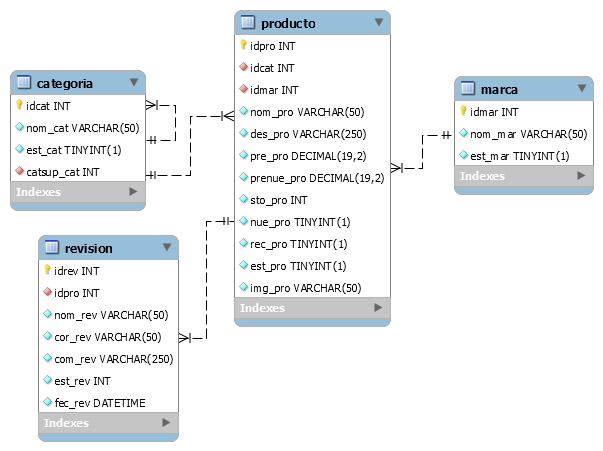 categoria
idcat INT
nom_cat VARCHAR(50)
est_cat TINYINT(1)
catsup_cat INT
Indexes
producto
idpro INT
idcat INT
idmar INT
nom_pro VARCHAR(50)
des_pro VARCHAR(250)
pre_pro DECIMAL(19,2)
prenue_pro DECIMAL(19,2)
sto_pro INT
nue_pro TINYINT(1)
rec_pro TINYINT(1)
est_pro TINYINT(1)
img_pro VARCHAR(50)
Indexes
marca
idmar INT
nom_mar VARCHAR(50)
est_mar TINYINT(1)
Indexes
revision
idrev INT
idpro INT
nom_rev VARCHAR(50)
cor_rev VARCHAR(50)
com_rev VARCHAR(250)
est_rev INT
fec_rev DATETIME
Indexes